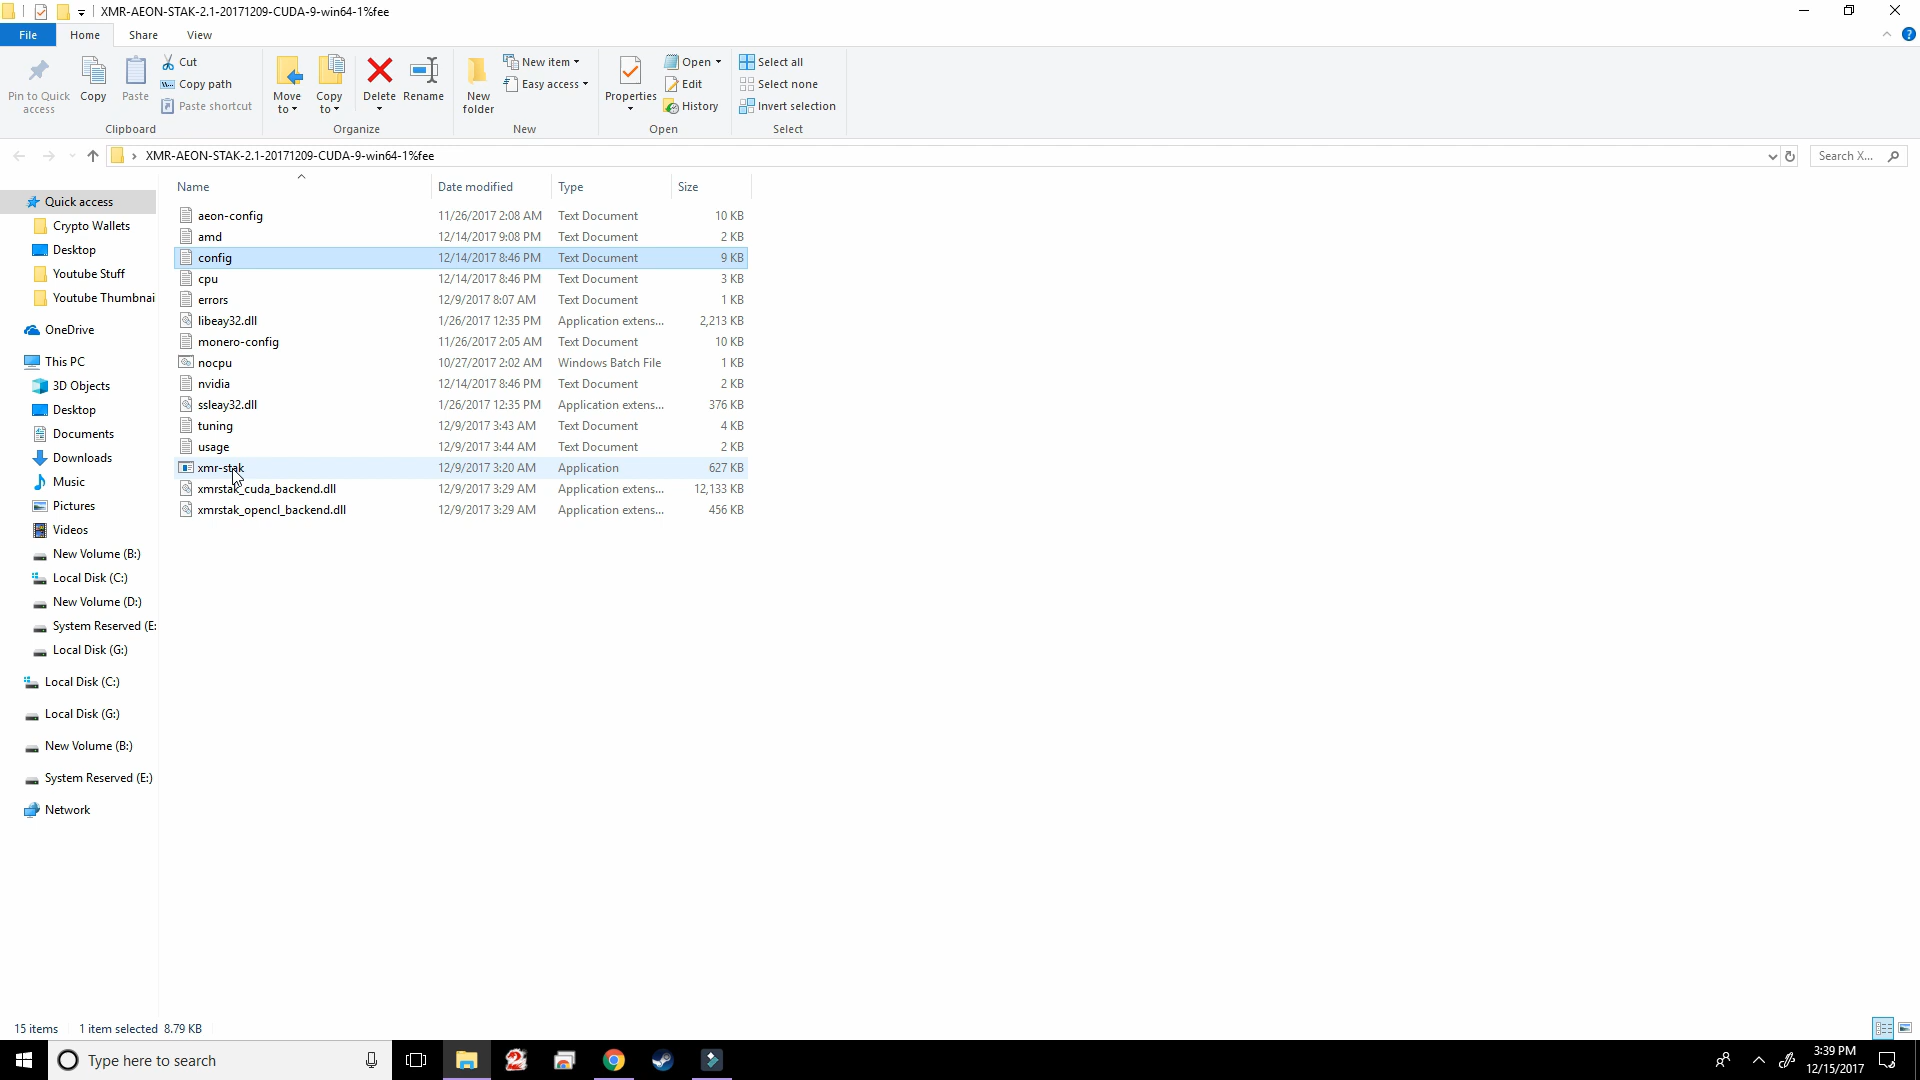 XMR-AEON-STAK-2.1-20171209-CUDA-9-win64-1%fee
File Home Share View
Pin to Quick access
Copy
Paste
Cut
Copy path
Paste shortcut
Clipboard
Move to
Copy to
Delete
Rename
Organize
New folder
New item
Easy access
New
Properties
Open
Edit
History
Open
Select all
Select none
Invert selection
Select
XMR-AEON-STAK-2.1-20171209-CUDA-9-win64-1%fee
Search X...
Quick access
Crypto Wallets
Desktop
Youtube Stuff
Youtube Thumbnai
OneDrive
This PC
3D Objects
Desktop
Documents
Downloads
Music
Pictures
Videos
New Volume (B:)
Local Disk (C:)
New Volume (D:)
System Reserved (E:
Local Disk (G:)
Local Disk (C:)
Local Disk (G:)
New Volume (B:)
System Reserved (E:)
Network
Name Date modified Type Size
aeon-config 11/26/2017 2:08 AM Text Document 10 KB
amd 12/14/2017 9:08 PM Text Document 2 KB
config 12/14/2017 8:46 PM Text Document 9 KB
cpu 12/14/2017 8:46 PM Text Document 3 KB
errors 12/9/2017 8:07 AM Text Document 1 KB
libeay32.dll 1/26/2017 12:35 PM Application extens... 2,213 KB
monero-config 11/26/2017 2:05 AM Text Document 10 KB
nocpu 10/27/2017 2:02 AM Windows Batch File 1 KB
nvidia 12/14/2017 8:46 PM Text Document 2 KB
ssleay32.dll 1/26/2017 12:35 PM Application extens... 376 KB
tuning 12/9/2017 3:43 AM Text Document 4 KB
usage 12/9/2017 3:44 AM Text Document 2 KB
xmr-stak 12/9/2017 3:20 AM Application 627 KB
xmrstak_cuda_backend.dll 12/9/2017 3:29 AM Application extens... 12,133 KB
xmrstak_opencl_backend.dll 12/9/2017 3:29 AM Application extens... 456 KB
15 items 1 item selected 8.79 KB
Type here to search
3:39 PM
12/15/2017